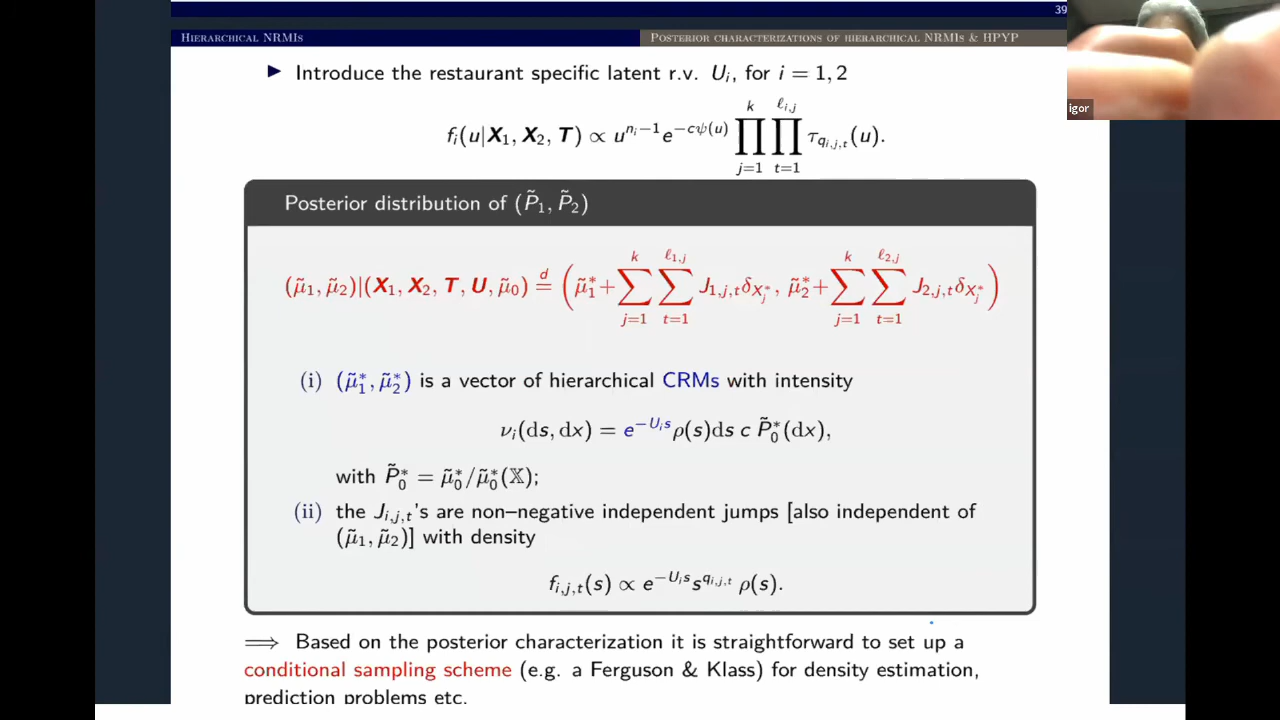 39
HIERARCHICAL NRMIS
POSTERIOR CHARACTERIZATIONS OF HIERARCHICAL NRMIS & HPYP
igor
▶ Introduce the restaurant specific latent r.v. U_i, for i = 1, 2
f_i(u|X_1, X_2, T) ∝ u^{n_i−1} e^{−cψ(u)} ∏_{j=1}^{k} ∏_{t=1}^{ℓ_{i,j}} τ_{q_{i,j,t}}(u).
Posterior distribution of (P̃_1, P̃_2)
(μ̃_1, μ̃_2)|(X_1, X_2, T, U, μ̃_0) =^d (μ̃_1^* + ∑_{j=1}^{k} ∑_{t=1}^{ℓ_{1,j}} J_{1,j,t} δ_{X_j^*}, μ̃_2^* + ∑_{j=1}^{k} ∑_{t=1}^{ℓ_{2,j}} J_{2,j,t} δ_{X_j^*})
(i) (μ̃_1^*, μ̃_2^*) is a vector of hierarchical CRMs with intensity
ν_i(ds, dx) = e^{−U_i s} ρ(s)ds c P̃_0^*(dx),
with P̃_0^* = μ̃_0^*/μ̃_0^*(𝕏);
(ii) the J_{i,j,t}'s are non–negative independent jumps [also independent of
(μ̃_1, μ̃_2)] with density
f_{i,j,t}(s) ∝ e^{−U_i s} s^{q_{i,j,t}} ρ(s).
⟹ Based on the posterior characterization it is straightforward to set up a
conditional sampling scheme (e.g. a Ferguson & Klass) for density estimation,
prediction problems etc.